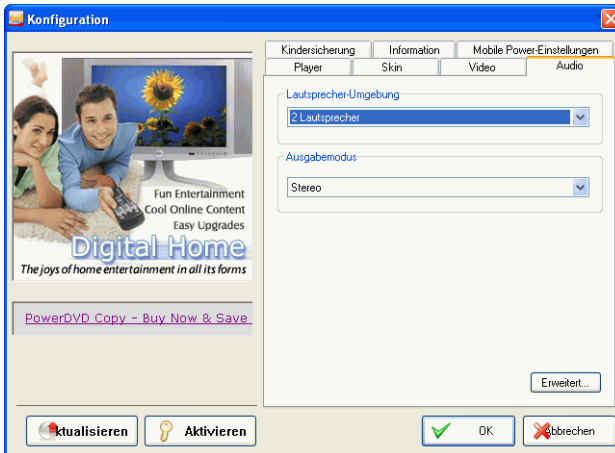 Konfiguration
Kindersicherung Information Mobile Power-Einstellungen
Player Skin Video Audio
Lautsprecher-Umgebung
2 Lautsprecher
Ausgabemodus
Stereo
Fun Entertainment
Cool Online Content
Easy Upgrades
Digital Home
The joys of home entertainment in all its forms
PowerDVD Copy - Buy Now & Save
Erweitert...
ktualisieren Aktivieren OK Abbrechen